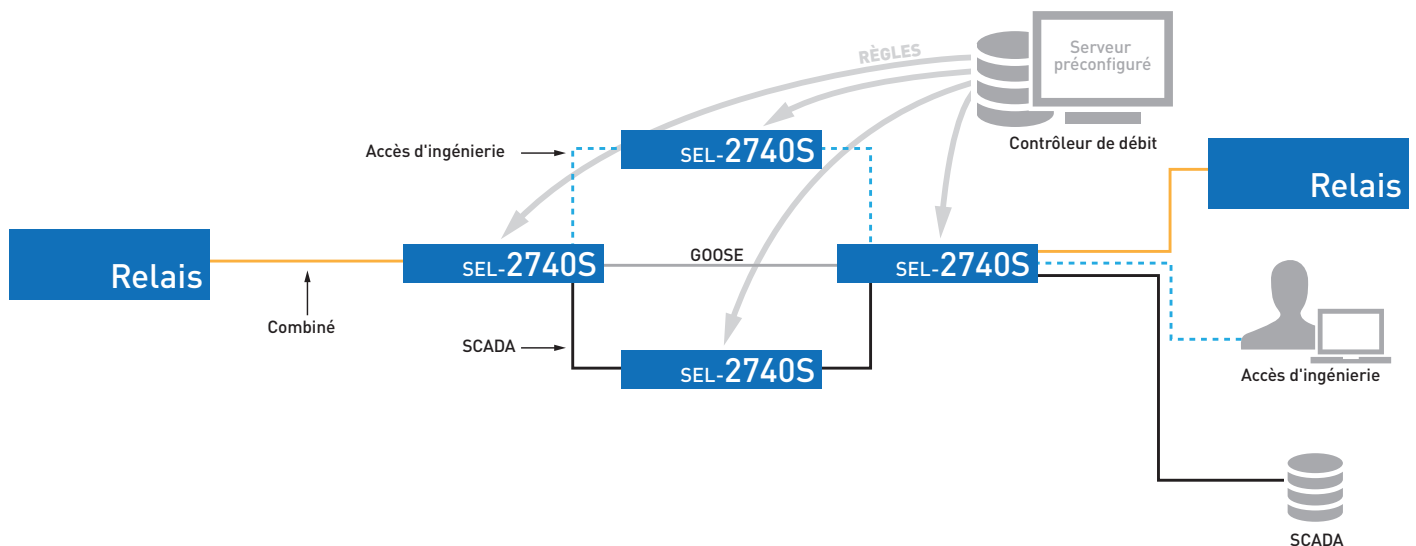 RÈGLES
Serveur
préconfiguré
Contrôleur de débit
Accès d'ingénierie
SEL-2740S
Relais
Relais
SEL-2740S
GOOSE
SEL-2740S
Combiné
SCADA
SEL-2740S
Accès d'ingénierie
SCADA